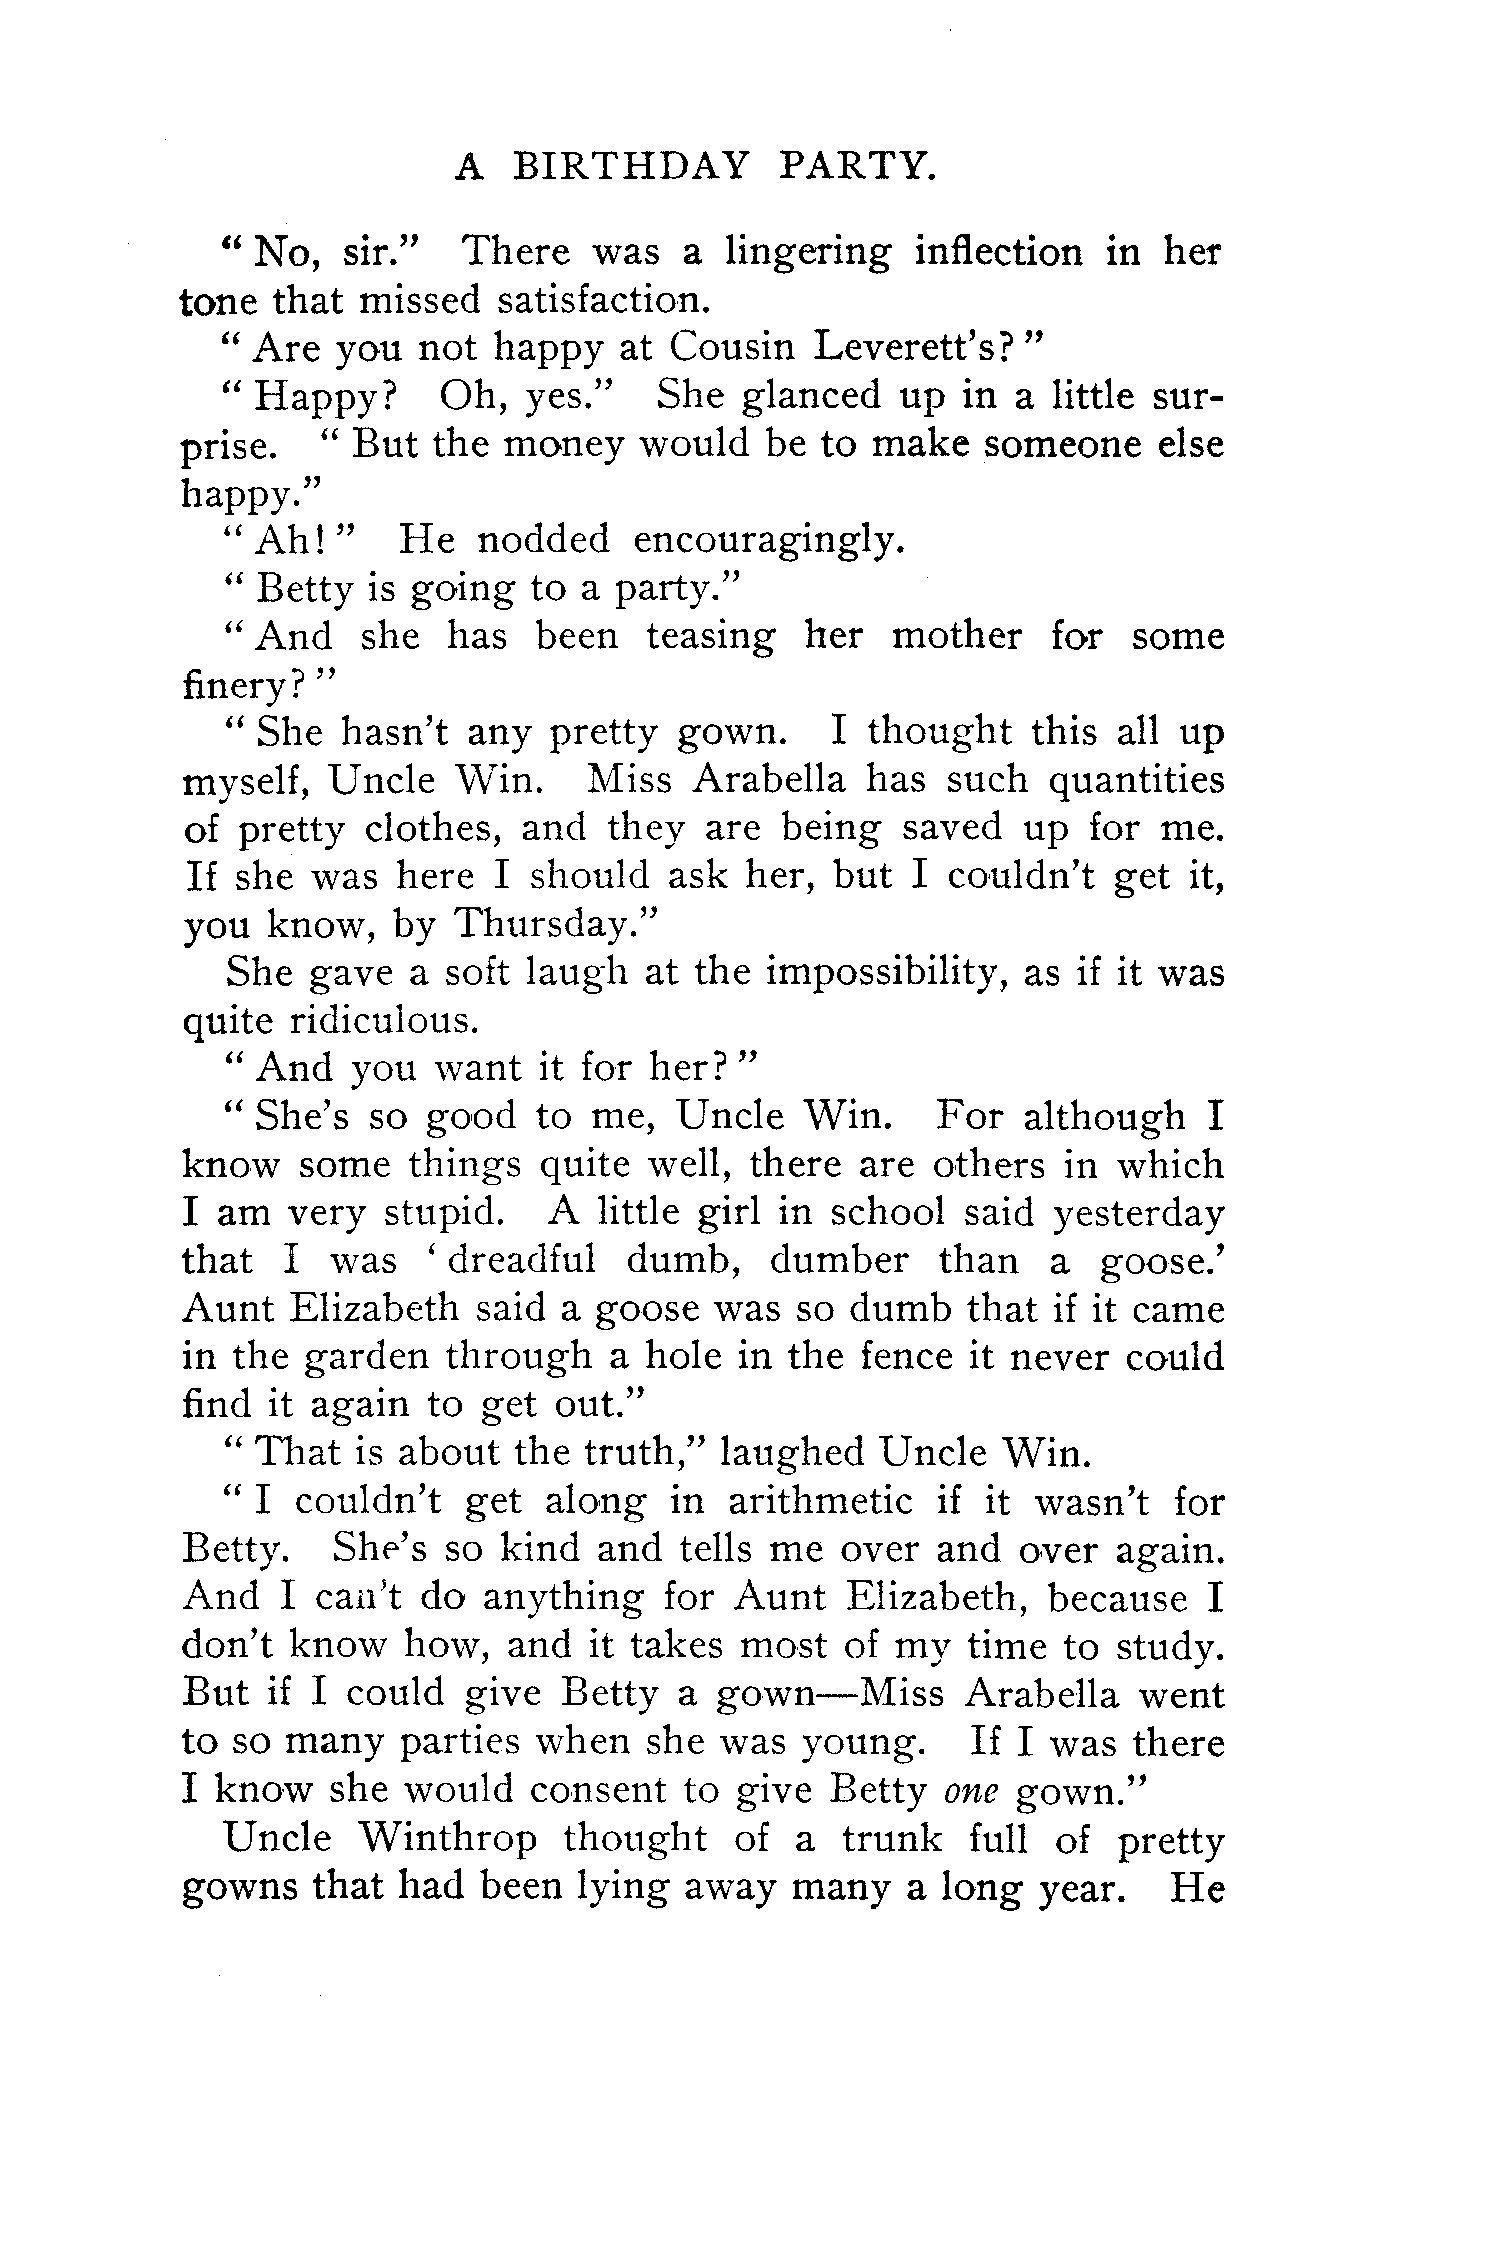 A BIRTHDAY PARTY.
"No, sir." There was a lingering inflection in her
tone that missed satisfaction.
"Are you not happy at Cousin Leverett's?"
"Happy? Oh, yes." She glanced up in a little sur-
prise. "But the money would be to make someone else
happy."
"Ah!" He nodded encouragingly.
"Betty is going to a party."
"And she has been teasing her mother for some
finery?"
"She hasn't any pretty gown. I thought this all up
myself, Uncle Win. Miss Arabella has such quantities
of pretty clothes, and they are being saved up for me.
If she was here I should ask her, but I couldn't get it,
you know, by Thursday."
She gave a soft laugh at the impossibility, as if it was
quite ridiculous.
"And you want it for her?"
"She's so good to me, Uncle Win. For although I
know some things quite well, there are others in which
I am very stupid. A little girl in school said yesterday
that I was 'dreadful dumb, dumber than a goose.'
Aunt Elizabeth said a goose was so dumb that if it came
in the garden through a hole in the fence it never could
find it again to get out."
"That is about the truth," laughed Uncle Win.
"I couldn't get along in arithmetic if it wasn't for
Betty. She's so kind and tells me over and over again.
And I can't do anything for Aunt Elizabeth, because I
don't know how, and it takes most of my time to study.
But if I could give Betty a gown—Miss Arabella went
to so many parties when she was young. If I was there
I know she would consent to give Betty one gown."
Uncle Winthrop thought of a trunk full of pretty
gowns that had been lying away many a long year. He